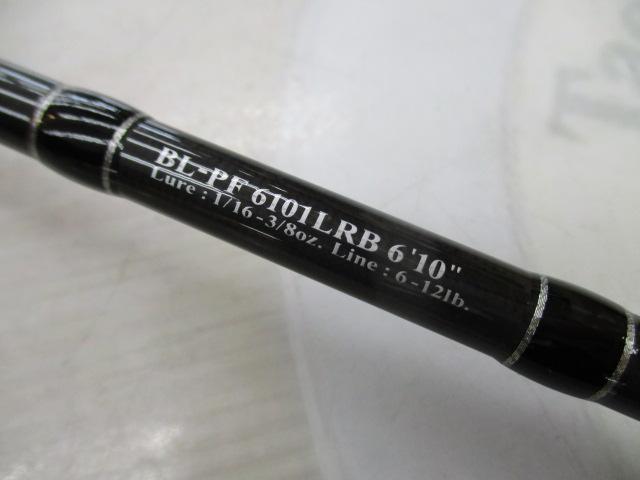 BL-PF 6101LRB 6'10"
Lure : 1/16-3/8oz. Line : 6-12lb.